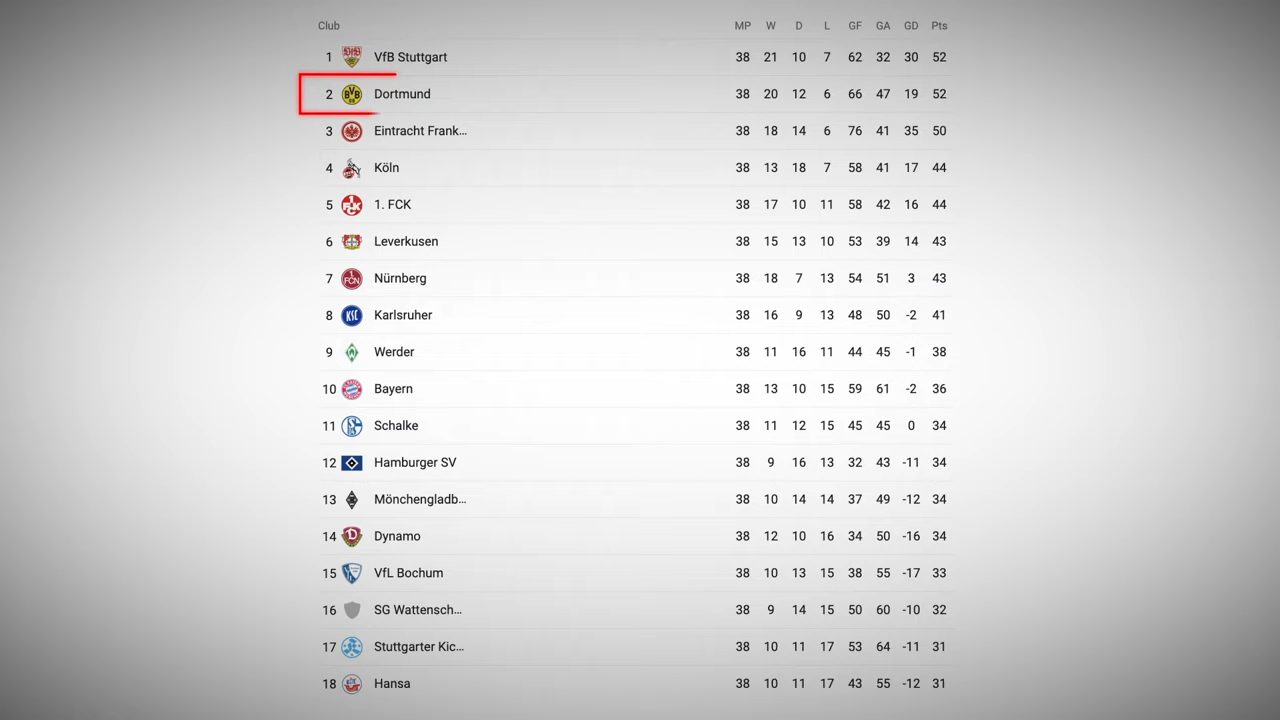 Club MP W D L GF GA GD Pts
1 VfB Stuttgart 38 21 10 7 62 32 30 52
2 Dortmund 38 20 12 6 66 47 19 52
3 Eintracht Frank... 38 18 14 6 76 41 35 50
4 Köln 38 13 18 7 58 41 17 44
5 1. FCK 38 17 10 11 58 42 16 44
6 Leverkusen 38 15 13 10 53 39 14 43
7 Nürnberg 38 18 7 13 54 51 3 43
8 Karlsruher 38 16 9 13 48 50 -2 41
9 Werder 38 11 16 11 44 45 -1 38
10 Bayern 38 13 10 15 59 61 -2 36
11 Schalke 38 11 12 15 45 45 0 34
12 Hamburger SV 38 9 16 13 32 43 -11 34
13 Mönchengladb... 38 10 14 14 37 49 -12 34
14 Dynamo 38 12 10 16 34 50 -16 34
15 VfL Bochum 38 10 13 15 38 55 -17 33
16 SG Wattensch... 38 9 14 15 50 60 -10 32
17 Stuttgarter Kic... 38 10 11 17 53 64 -11 31
18 Hansa 38 10 11 17 43 55 -12 31